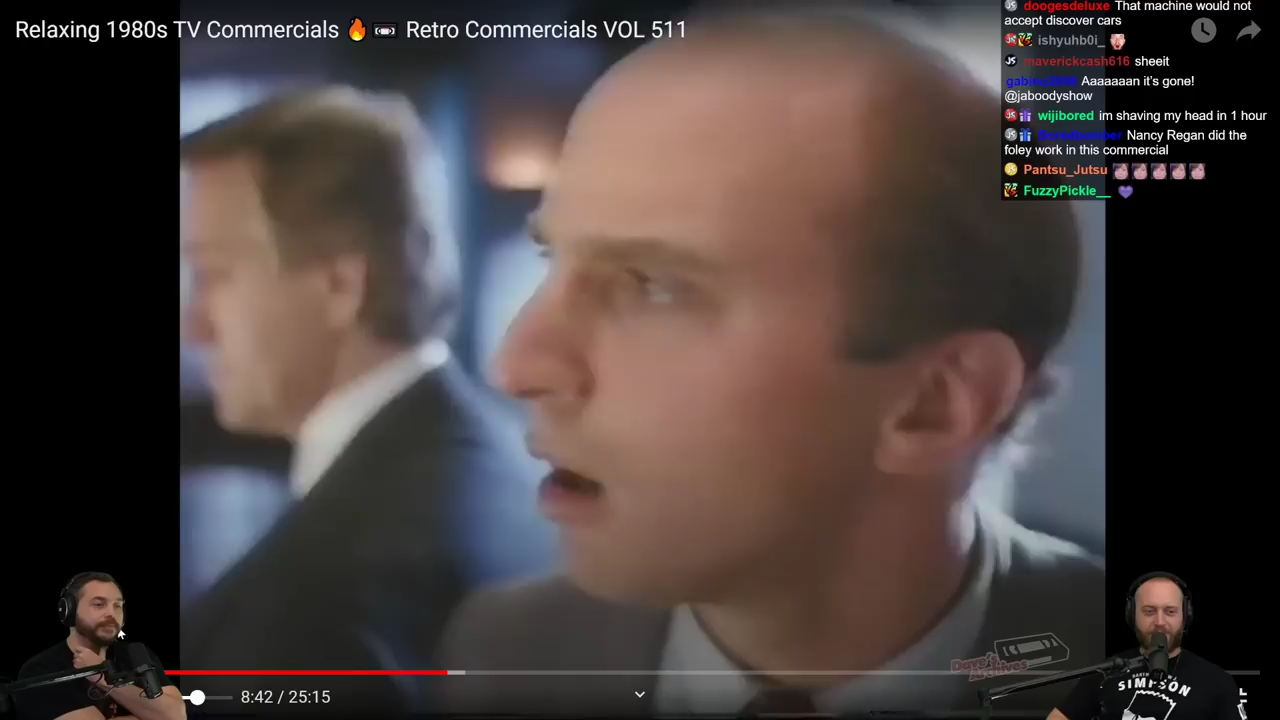 Relaxing 1980s TV Commercials 🔥📼 Retro Commercials VOL 511
doogesdeluxe That machine would not
accept discover cars
ishyuhb0i_
maverickcash616 sheeit
Aaaaaaan it's gone!
@jaboodyshow
wijibored im shaving my head in 1 hour
Nancy Regan did the
foley work in this commercial
Pantsu_Jutsu
FuzzyPickle__ 💜
Dave's
Archives
SIMPSON
8:42 / 25:15